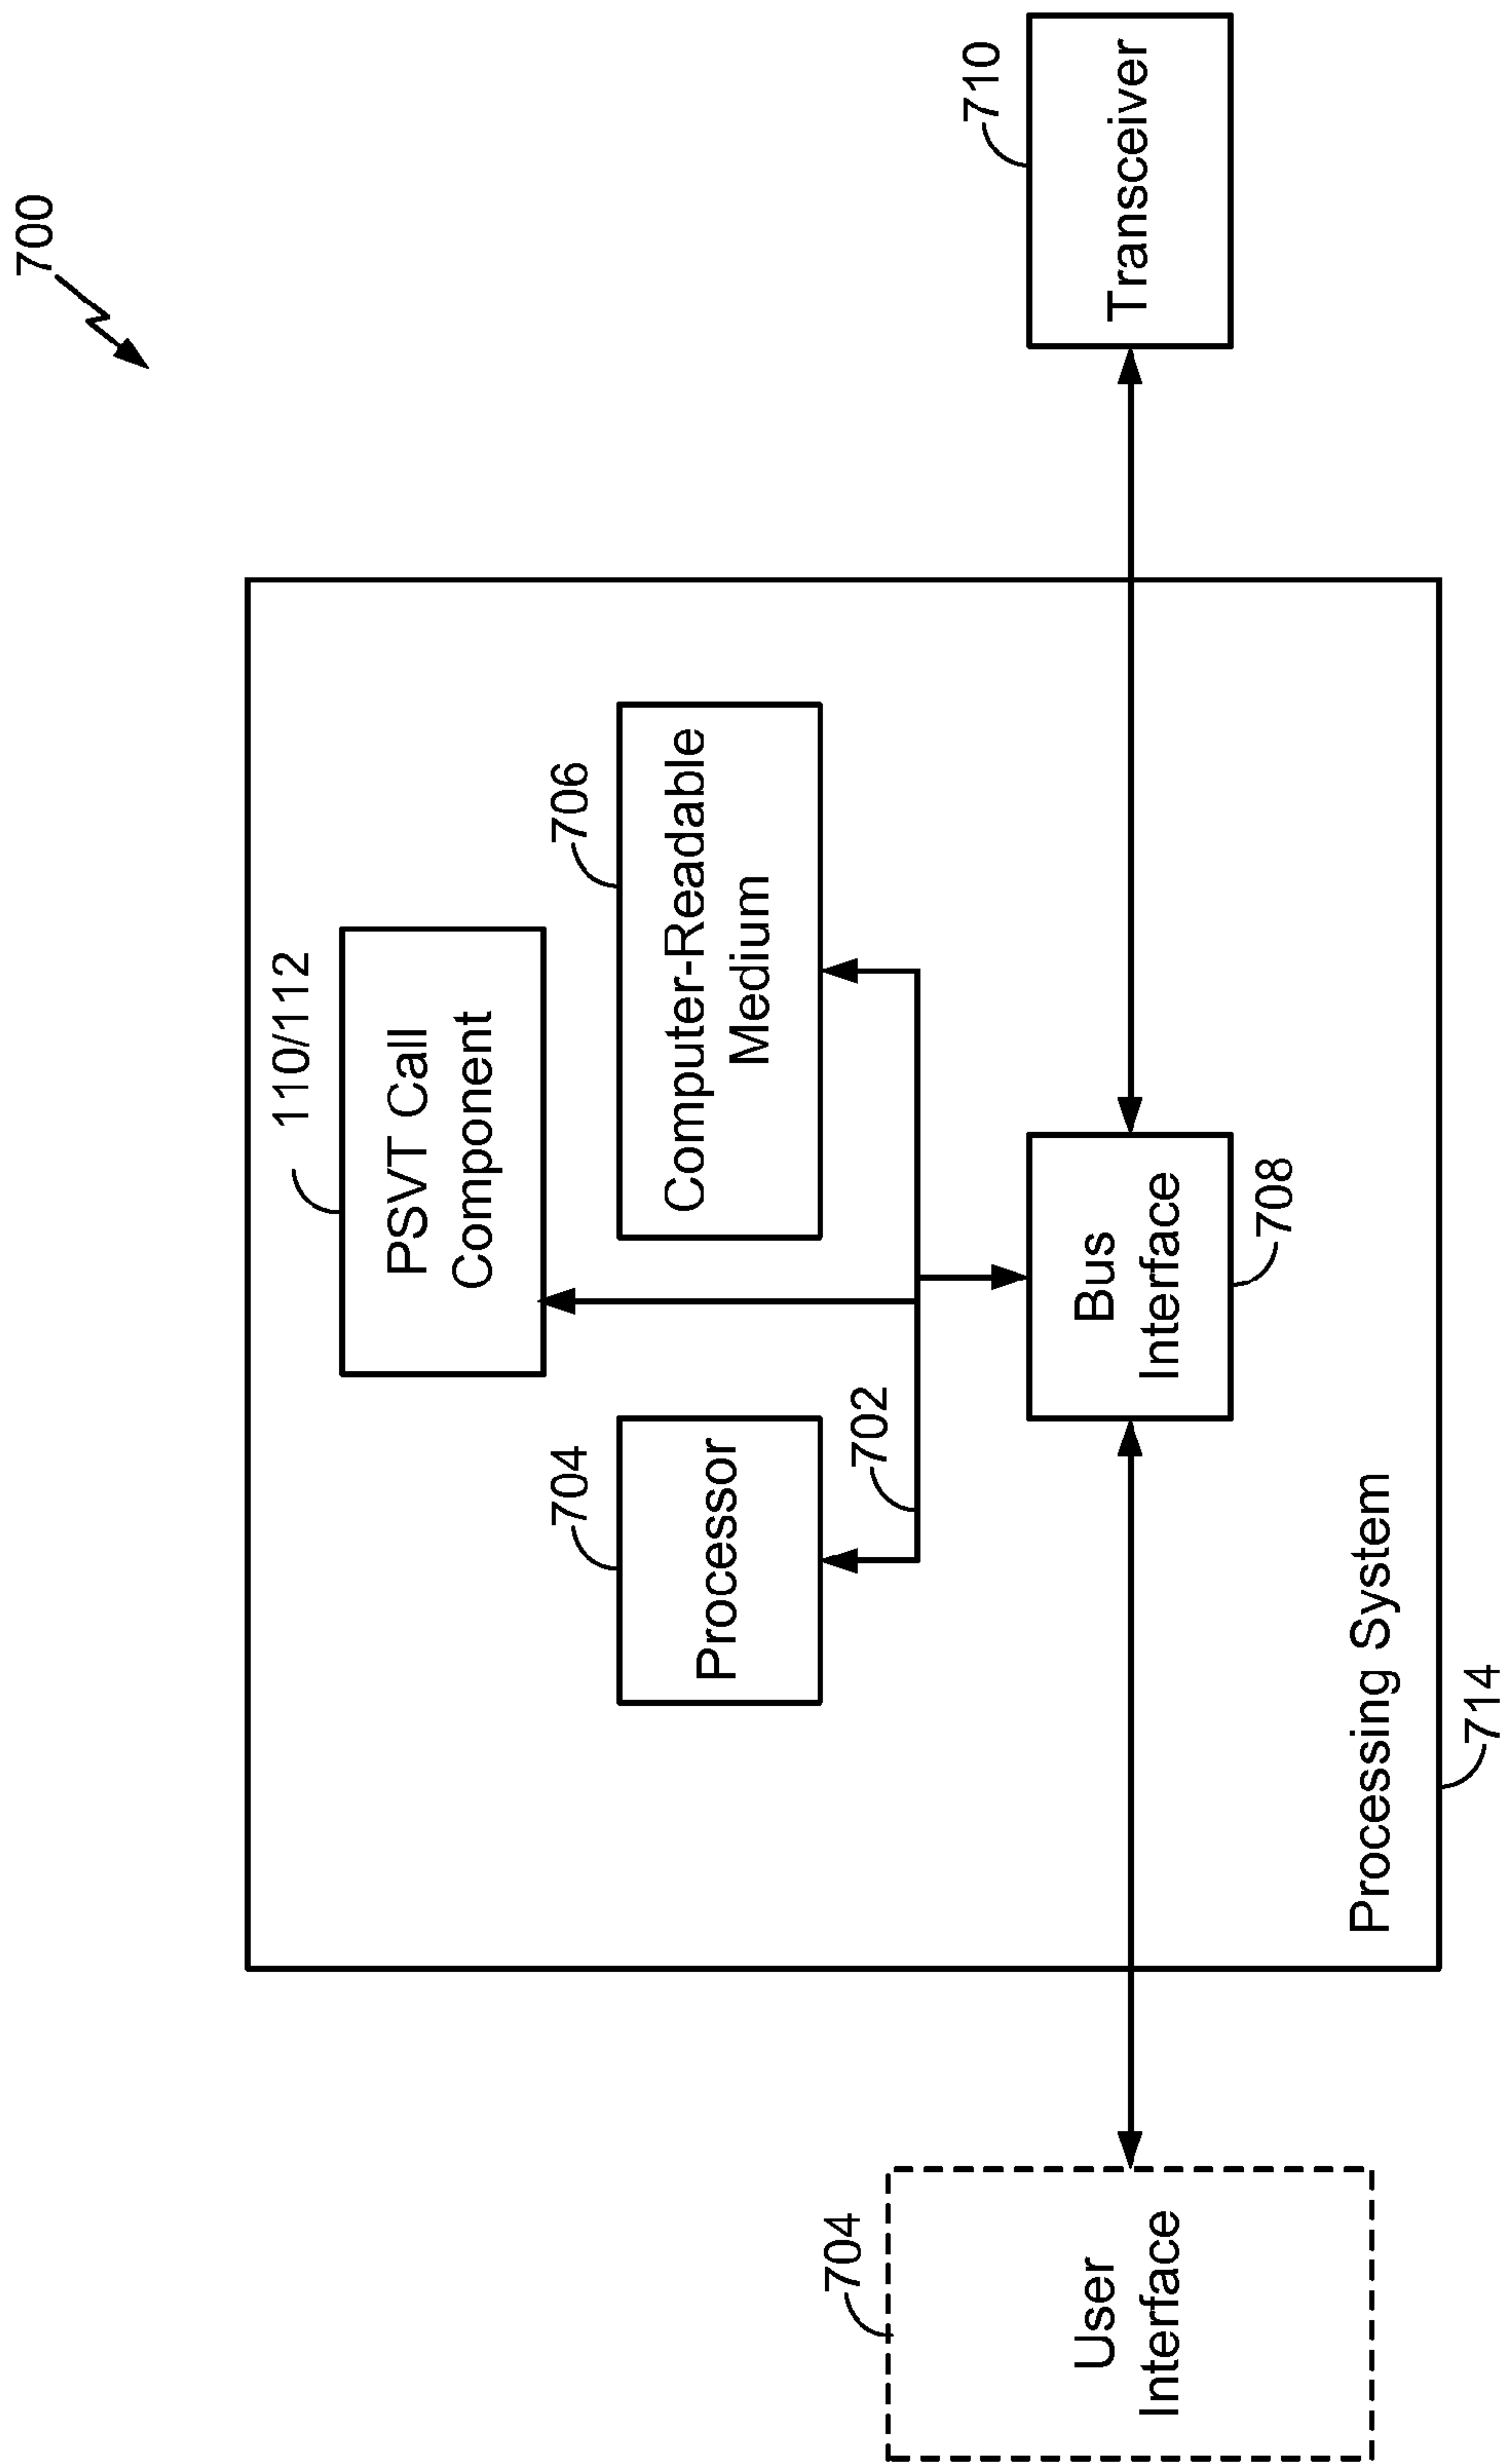 700
110/112
PSVT Call
Component
704
Processor
706
Computer-Readable
Medium
702
704
User
Interface
Bus
Interface
708
710
Transceiver
Processing System
714